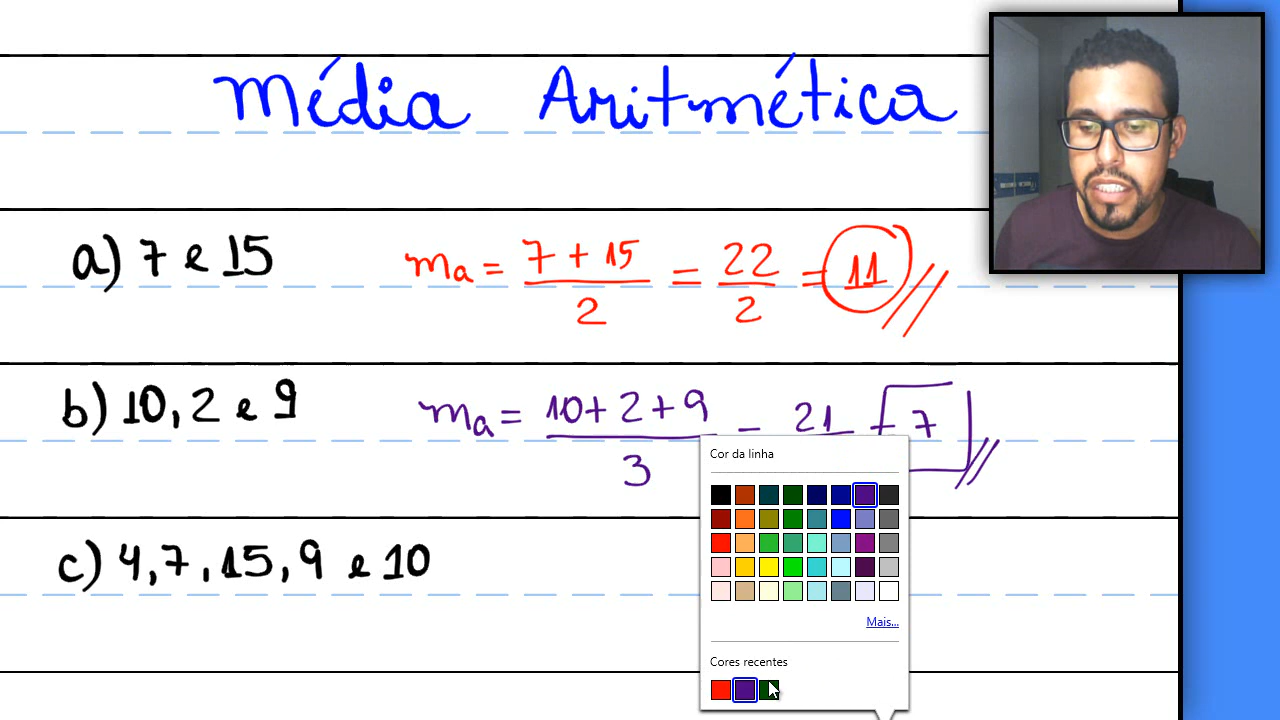 Média Aritmética
a) 7 e 15 ma = 7 + 15 / 2 = 22 / 2 = 11
b) 10, 2 e 9 ma = 10 + 2 + 9 / 3 = 21 = 7
Cor da linha
c) 4, 7, 15, 9 e 10
Mais...
Cores recentes